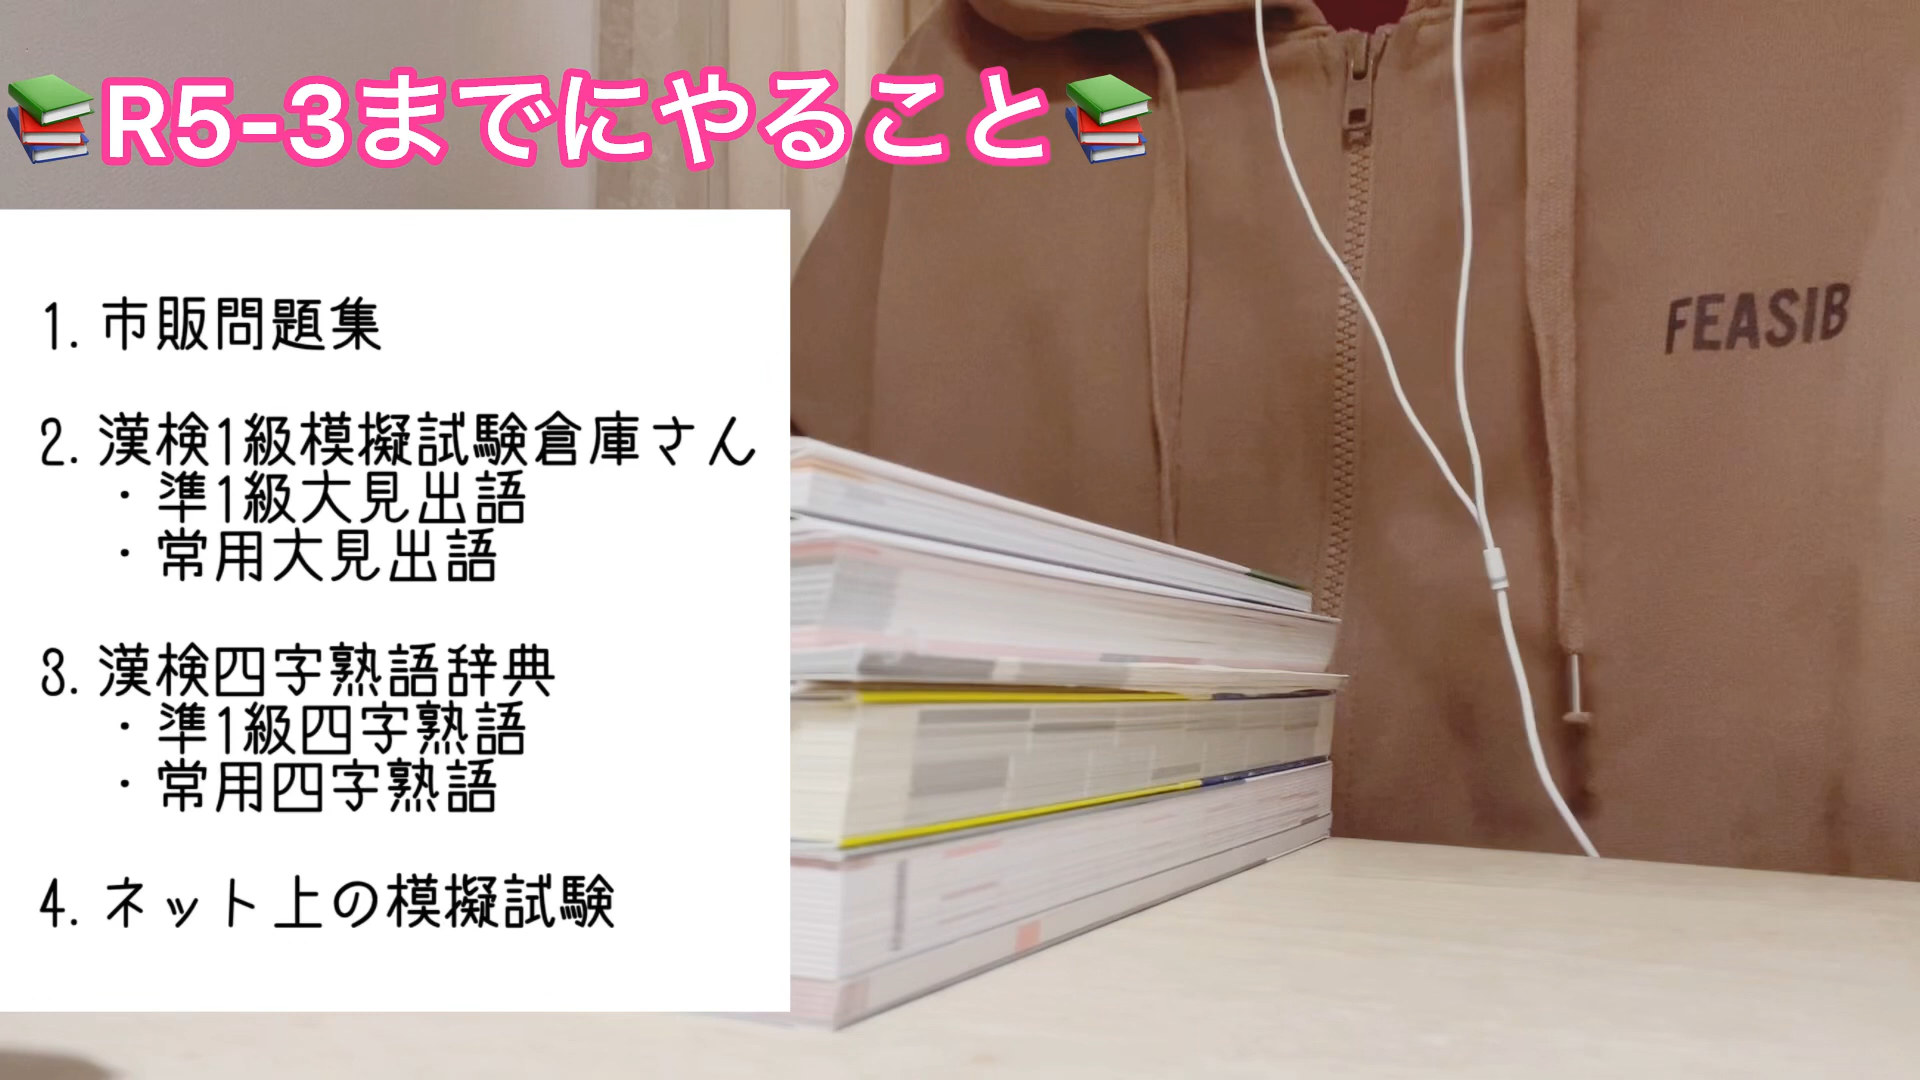 📚R5-3までにやること📚
1. 市販問題集
2. 漢検1級模擬試験倉庫さん
・準1級大見出語
・常用大見出語
3. 漢検四字熟語辞典
・準1級四字熟語
・常用四字熟語
4. ネット上の模擬試験
FEASIB